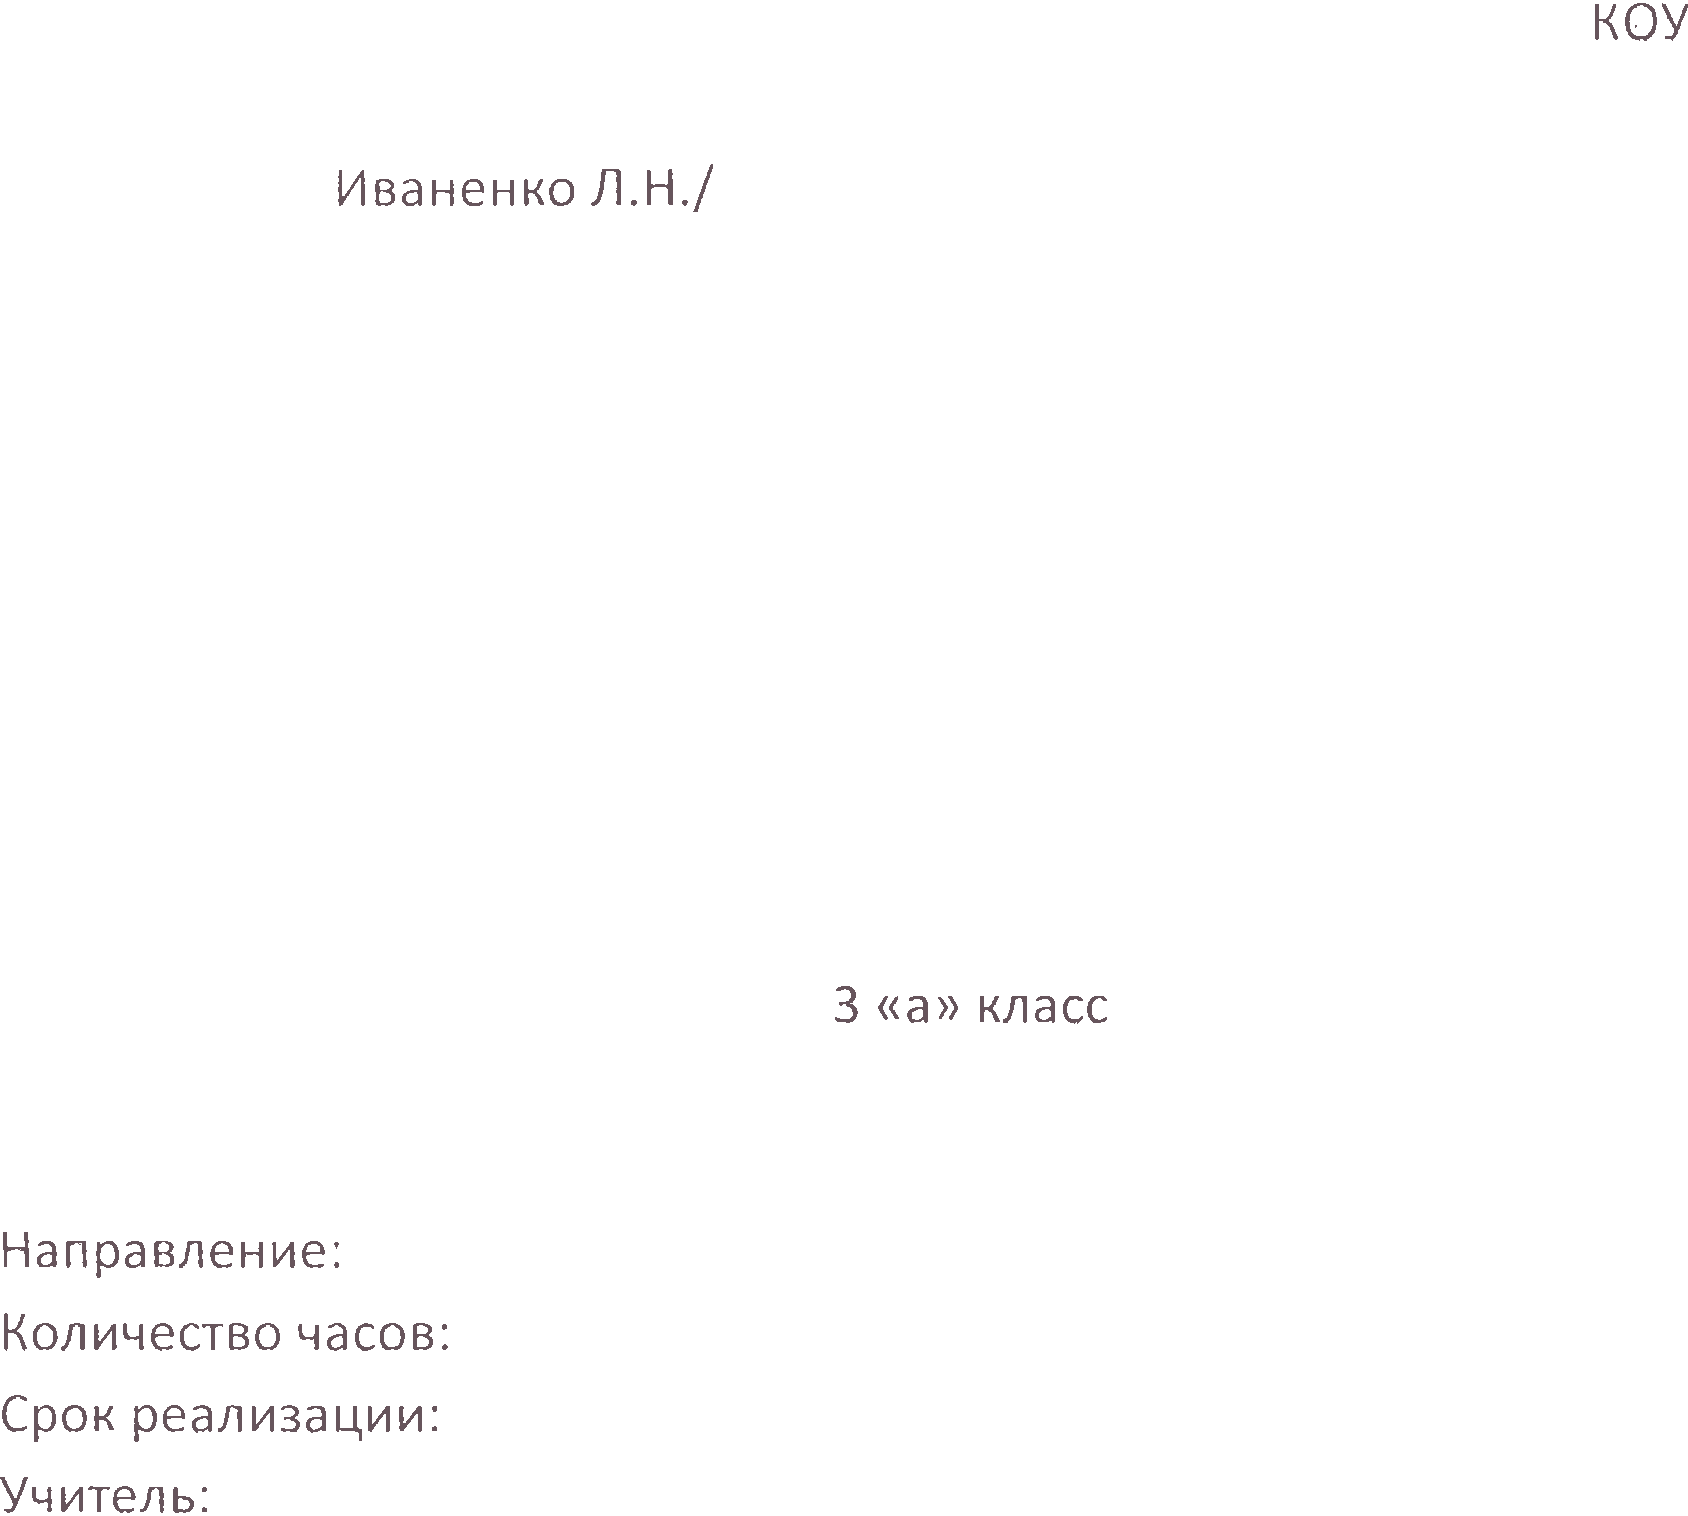 КОУ
Иваненко Л.Н./
3 «а» класс
Направление:
Количество часов:
Срок реализации:
Учитель: